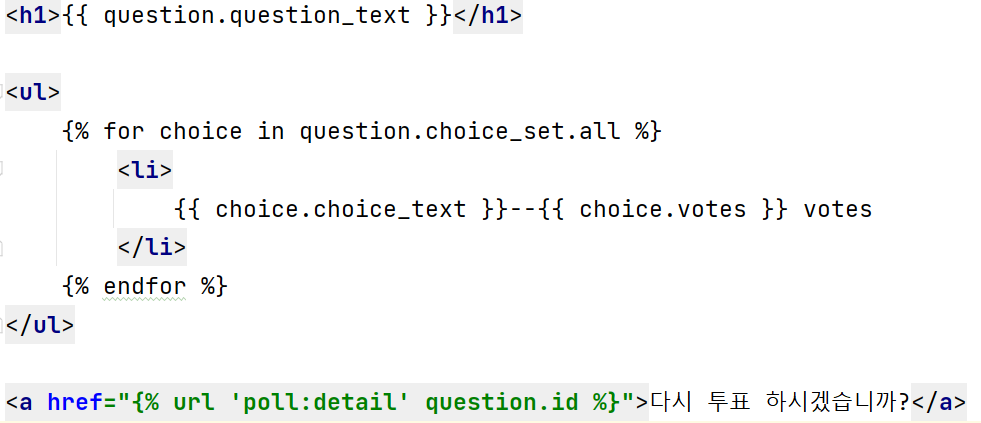 <h1>{{ question.question_text }}</h1>
<ul>
{% for choice in question.choice_set.all %}
<li>
{{ choice.choice_text }}--{{ choice.votes }} votes
</li>
{% endfor %}
</ul>
<a href="{% url 'poll:detail' question.id %}">다시 투표 하시겠습니까?</a>